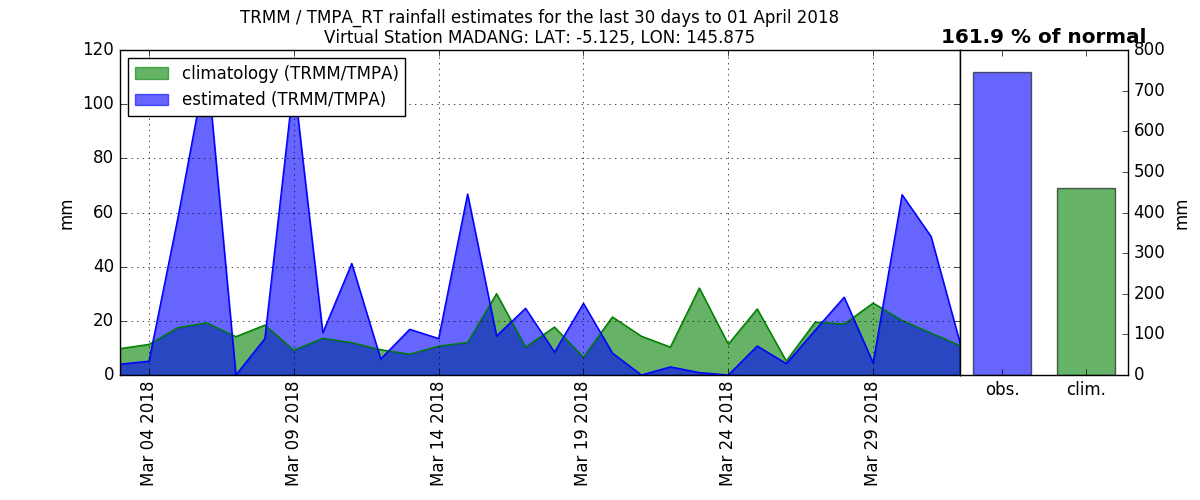 TRMM / TMPA_RT rainfall estimates for the last 30 days to 01 April 2018
Virtual Station MADANG: LAT: -5.125, LON: 145.875
161.9 % of normal
climatology (TRMM/TMPA)
estimated (TRMM/TMPA)
120
100
80
60
40
20
0
mm
Mar 04 2018
Mar 09 2018
Mar 14 2018
Mar 19 2018
Mar 24 2018
Mar 29 2018
800
700
600
500
400
300
200
100
0
mm
obs.
clim.